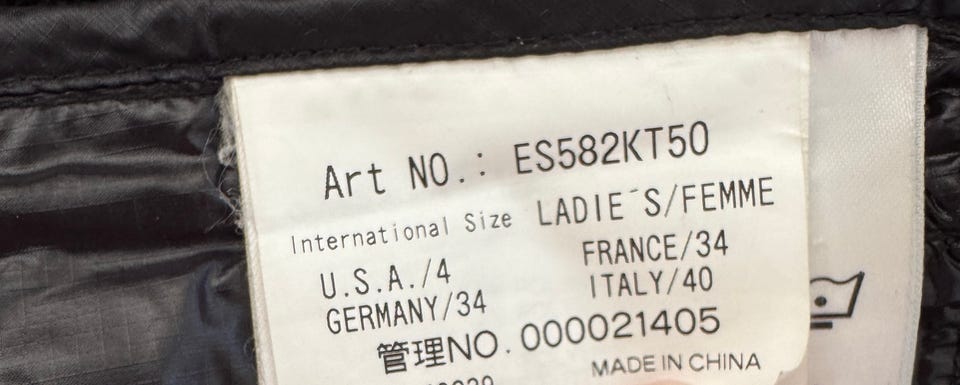 Art NO.: ES582KT50
International Size LADIE´S/FEMME
U.S.A./4 FRANCE/34
GERMANY/34 ITALY/40
管理NO. 000021405
MADE IN CHINA